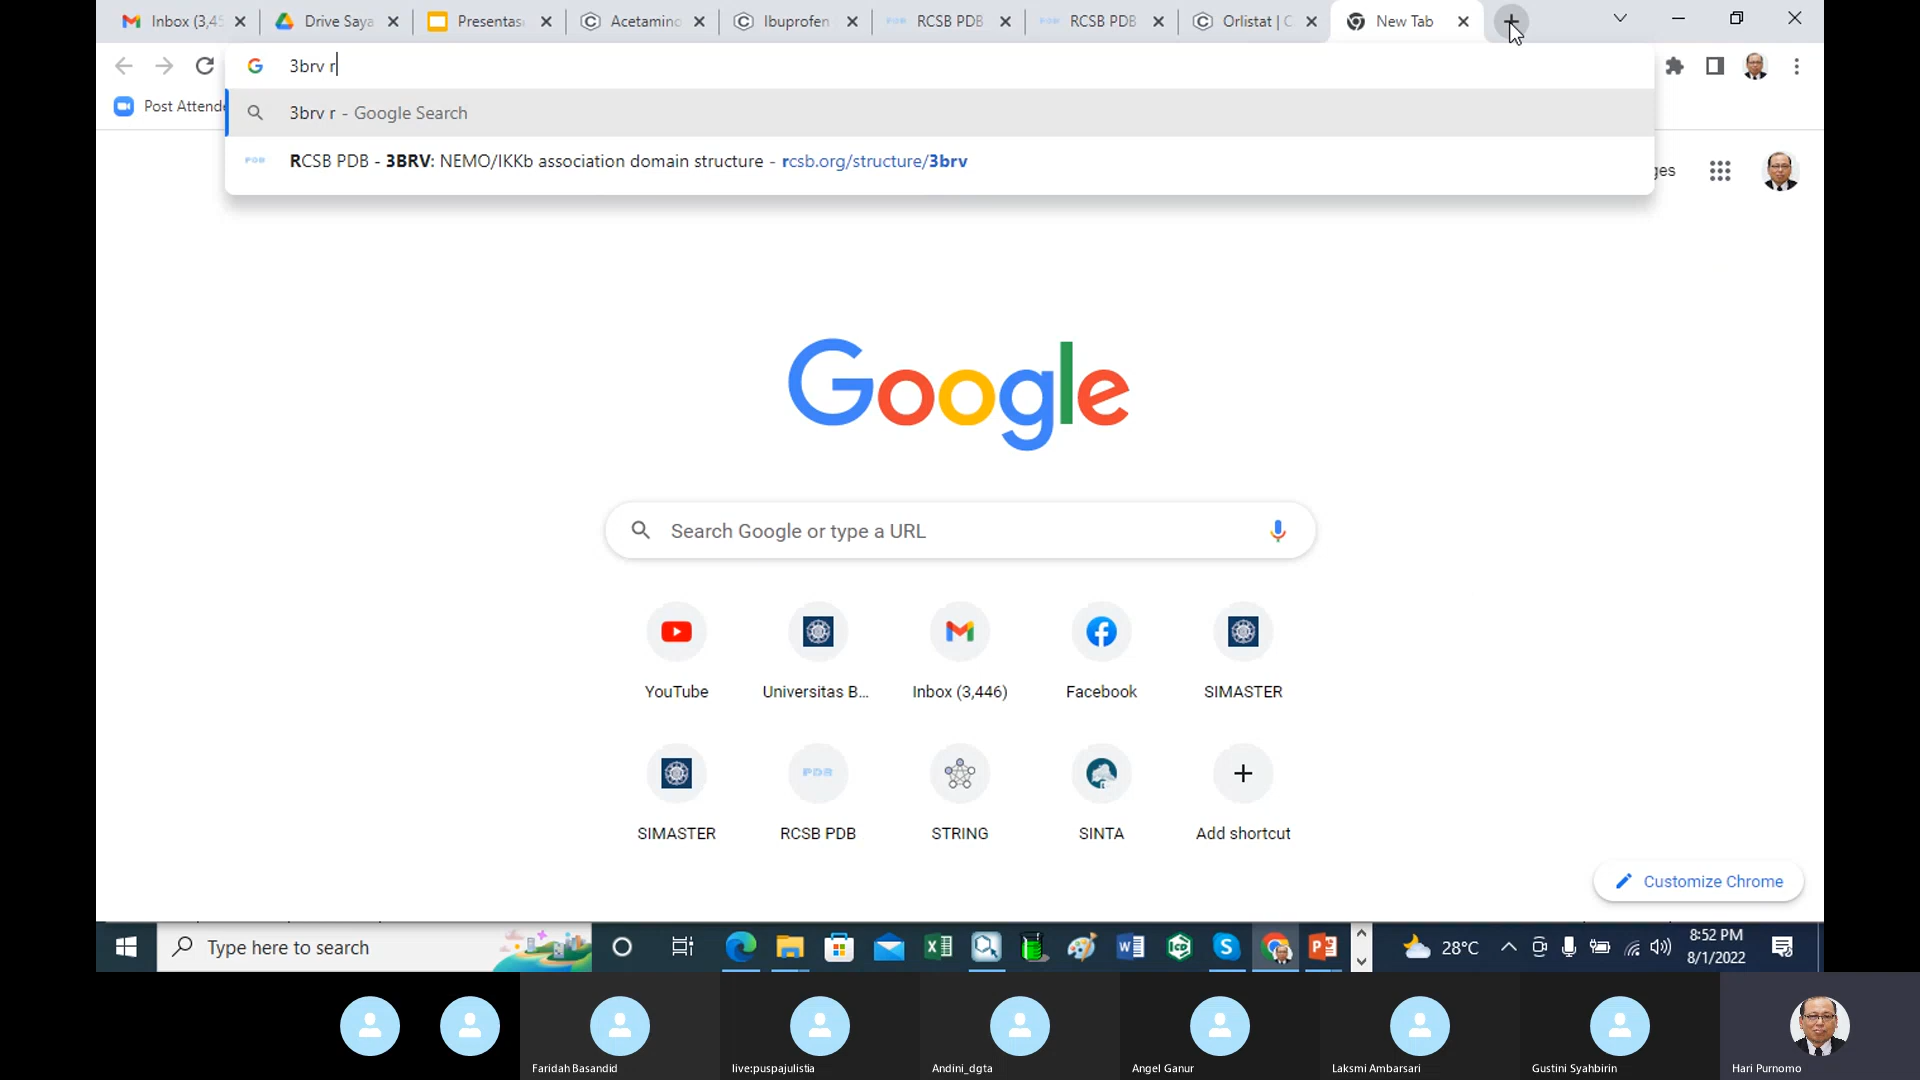 Inbox (3,45
Drive Saya
Presentas
Acetamino
Ibuprofen
RCSB PDB
RCSB PDB
Orlistat | C
New Tab
3brv r
Post Attende
3brv r - Google Search
PDB RCSB PDB - 3BRV: NEMO/IKKb association domain structure - rcsb.org/structure/3brv
ges
Google
Search Google or type a URL
YouTube
Universitas B...
Inbox (3,446)
Facebook
SIMASTER
PDB
SIMASTER
RCSB PDB
STRING
SINTA
Add shortcut
Customize Chrome
Type here to search
28°C
8:52 PM
8/1/2022
Faridah Basandid
live:puspajulistia
Andini_dgta
Angel Ganur
Laksmi Ambarsari
Gustini Syahbirin
Hari Purnomo